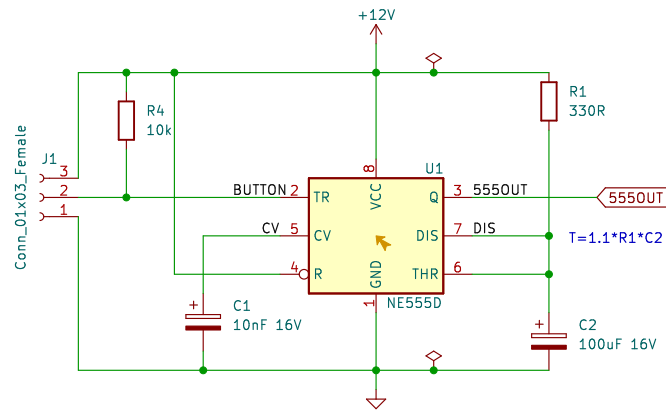 +12V
R4
10k
R1
330R
Conn_01x03_Female
J1
3
2
1
U1
8
VCC
BUTTON 2 TR
Q 3 555OUT
555OUT
CV 5 CV
DIS 7 DIS
T=1.1*R1*C2
4 R
THR 6
GND
1
NE555D
+
C1
10nF 16V
+
C2
100uF 16V